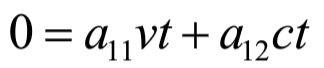 0 = a₁₁vt + a₁₂ct